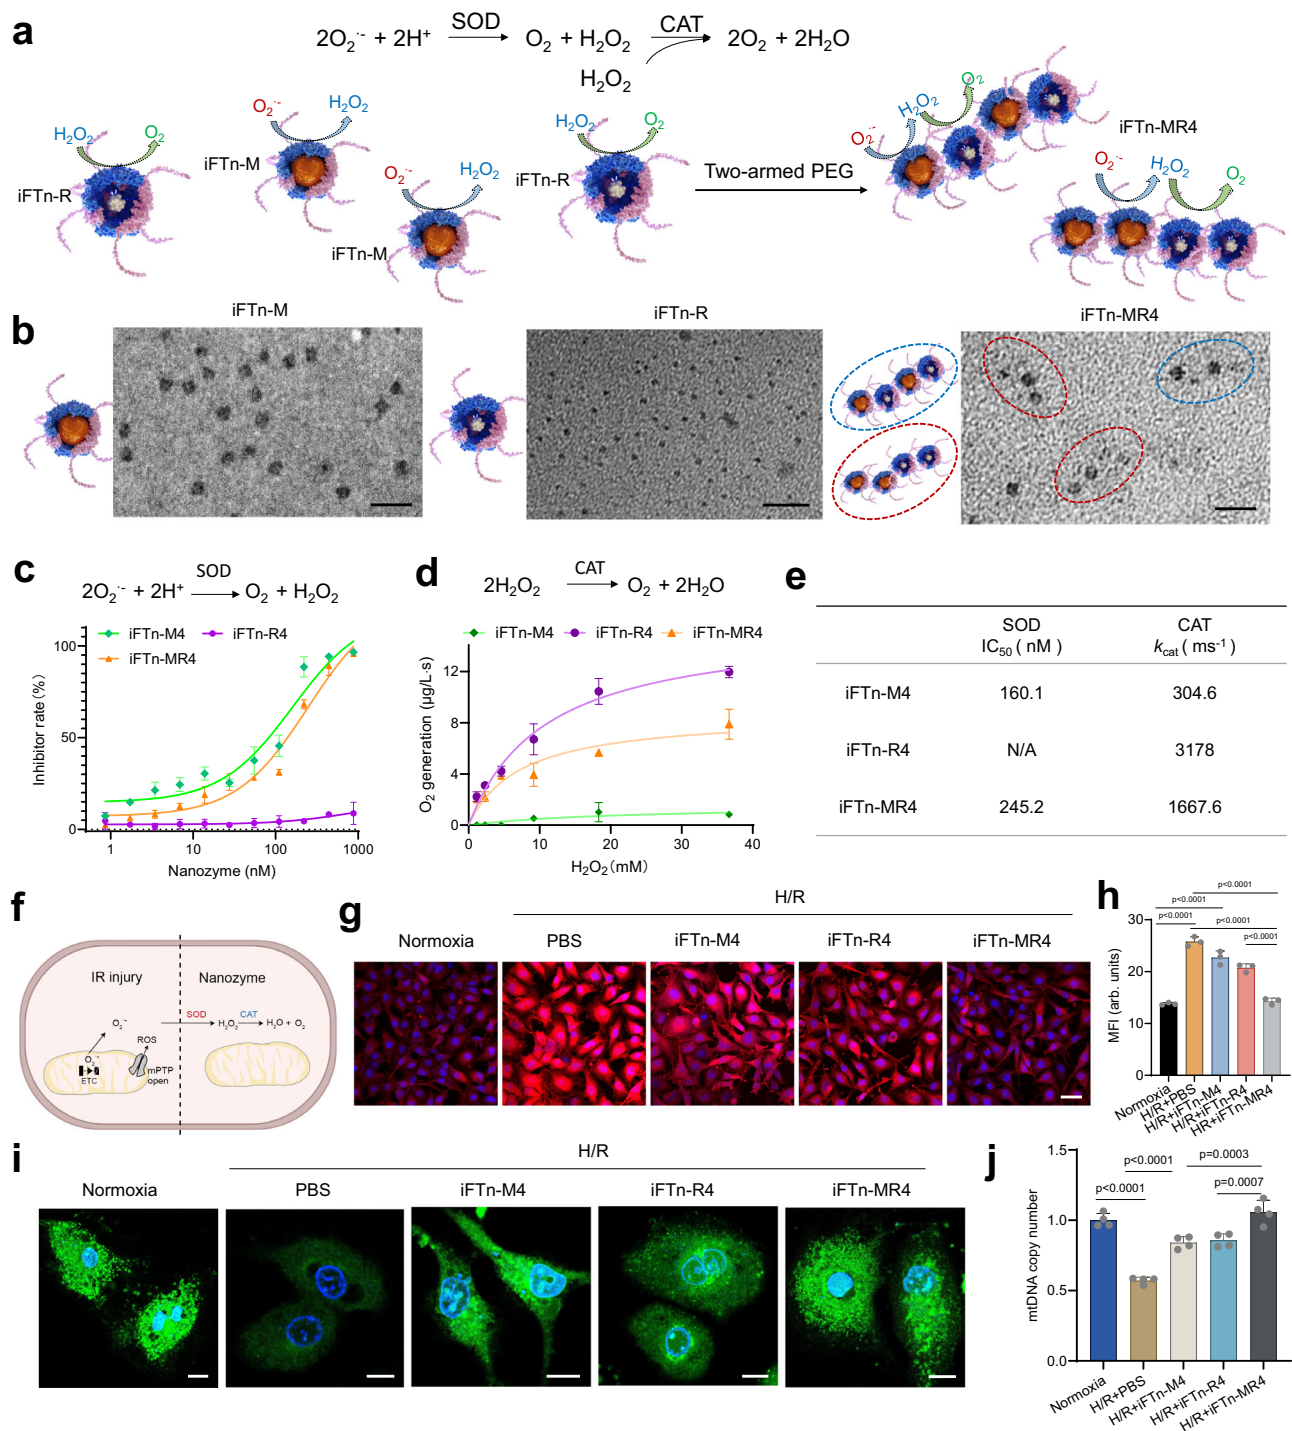 a
2O₂·⁻ + 2H⁺ SOD O₂ + H₂O₂ CAT 2O₂ + 2H₂O
H₂O₂
H₂O₂ O₂
iFTn-R
O₂·⁻ H₂O₂
iFTn-M
O₂·⁻ H₂O₂
iFTn-M
H₂O₂ O₂
iFTn-R
Two-armed PEG
O₂·⁻ H₂O₂ O₂
iFTn-MR4
O₂·⁻ H₂O₂ O₂
b
iFTn-M
iFTn-R
iFTn-MR4
c
2O₂·⁻ + 2H⁺ SOD O₂ + H₂O₂
iFTn-M4 iFTn-R4
iFTn-MR4
Inhibitor rate(%)
100
50
0
1 10 100 1000
Nanozyme (nM)
d
2H₂O₂ CAT O₂ + 2H₂O
iFTn-M4 iFTn-R4 iFTn-MR4
O₂ generation (μg/L·s)
12
8
4
0
0 10 20 30 40
H₂O₂(mM)
e
SOD CAT
IC₅₀ ( nM ) kcat ( ms⁻¹ )
iFTn-M4 160.1 304.6
iFTn-R4 N/A 3178
iFTn-MR4 245.2 1667.6
f
IR injury Nanozyme
O₂·⁻ SOD H₂O₂ CAT H₂O + O₂
ROS
O₂·⁻
ETC
mPTP
open
g
H/R
Normoxia PBS iFTn-M4 iFTn-R4 iFTn-MR4
h
p<0.0001
p<0.0001
p<0.0001 p<0.0001
p<0.0001
MFI (arb. units)
30
20
10
0
Normoxia
H/R+PBS
H/R+iFTn-M4
H/R+iFTn-R4
HR+iFTn-MR4
i
H/R
Normoxia PBS iFTn-M4 iFTn-R4 iFTn-MR4
j
p<0.0001 p=0.0003
p<0.0001 p=0.0007
mtDNA copy number
1.5
1.0
0.5
0.0
Normoxia
H/R+PBS
H/R+iFTn-M4
H/R+iFTn-R4
H/R+iFTn-MR4